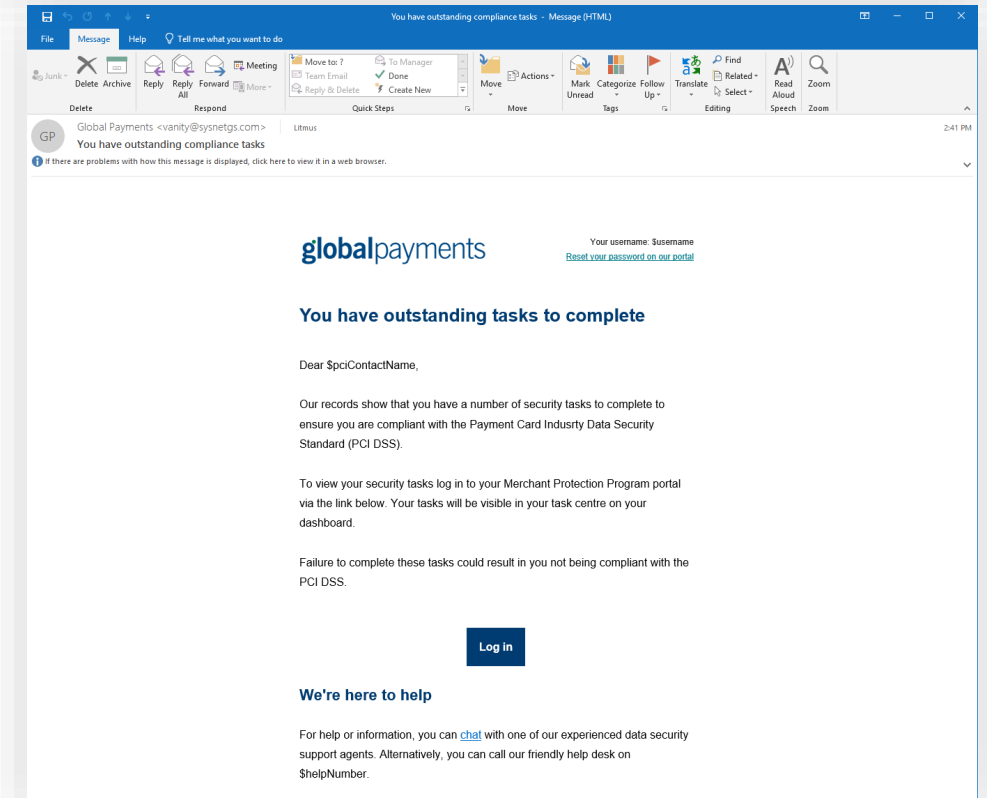 You have outstanding compliance tasks - Message (HTML)
File Message Help Tell me what you want to do
Junk
Delete Archive
Reply Reply All Forward
Meeting
More
Move to: ? To Manager
Team Email Done
Reply & Delete Create New
Move
Actions
Mark Unread Categorize Follow Up
Translate
Find
Related
Select
Read Aloud
Zoom
Delete Respond Quick Steps Move Tags Editing Speech Zoom
GP
Global Payments <vanity@sysnetgs.com> Litmus 2:41 PM
You have outstanding compliance tasks
If there are problems with how this message is displayed, click here to view it in a web browser.
globalpayments
Your username: $username
Reset your password on our portal
You have outstanding tasks to complete
Dear $pciContactName,
Our records show that you have a number of security tasks to complete to
ensure you are compliant with the Payment Card Indusrty Data Security
Standard (PCI DSS).
To view your security tasks log in to your Merchant Protection Program portal
via the link below. Your tasks will be visible in your task centre on your
dashboard.
Failure to complete these tasks could result in you not being compliant with the
PCI DSS.
Log in
We're here to help
For help or information, you can chat with one of our experienced data security
support agents. Alternatively, you can call our friendly help desk on
$helpNumber.